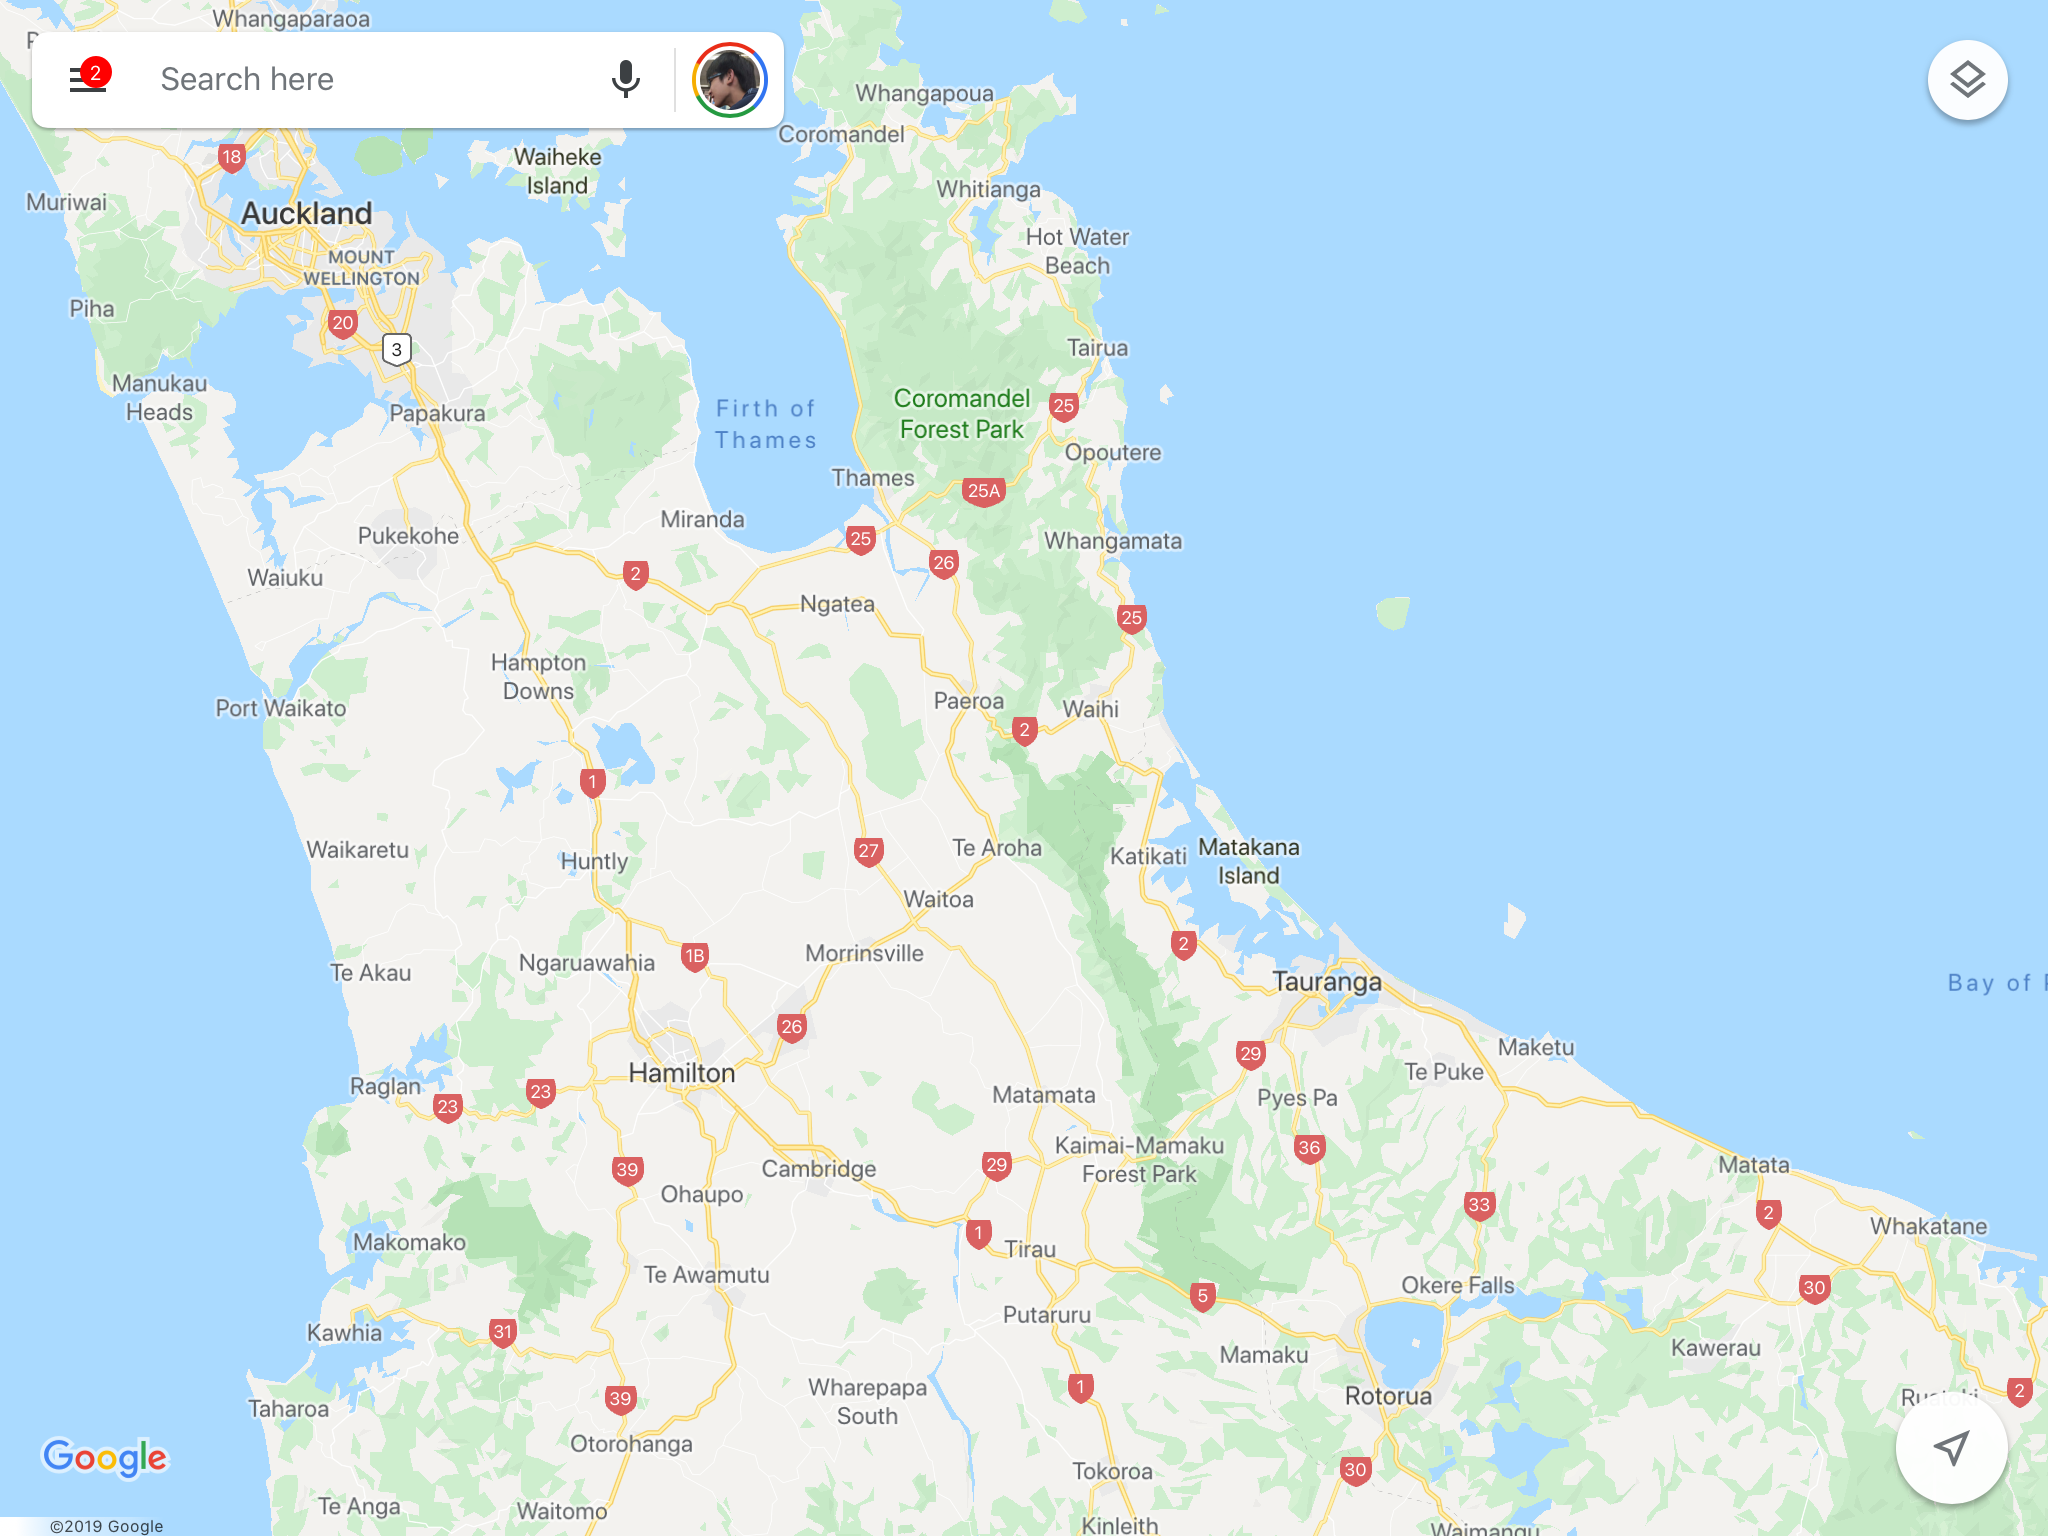 Whangaparaoa
2
Search here
Whangapoua
Coromandel
18
Waiheke
Island
Muriwai
Whitianga
Auckland
Hot Water
Beach
MOUNT
WELLINGTON
Piha
20
3
Tairua
Manukau
Heads
Papakura
Firth of
Thames
Coromandel
Forest Park
25
Opoutere
Thames
25A
Miranda
Pukekohe
25
Whangamata
26
Waiuku
2
Ngatea
25
Hampton
Downs
Port Waikato
Paeroa
Waihi
2
1
Waikaretu
Huntly
27
Te Aroha
Katikati
Matakana
Island
Waitoa
Morrinsville
2
1B
Ngaruawahia
Te Akau
Tauranga
Bay of
26
Maketu
29
Te Puke
Hamilton
Raglan
23
23
Matamata
Pyes Pa
Kaimai-Mamaku
Forest Park
36
39
Cambridge
29
Matata
Ohaupo
33
2
Whakatane
1
Makomako
Tirau
Te Awamutu
Okere Falls
30
5
Putaruru
Kawhia
31
Kawerau
Mamaku
Wharepapa
South
1
Rotorua
2
Ruatoki
39
Taharoa
Otorohanga
Google
Tokoroa
30
Te Anga
Waitomo
Kinleith
Waimangu
©2019 Google